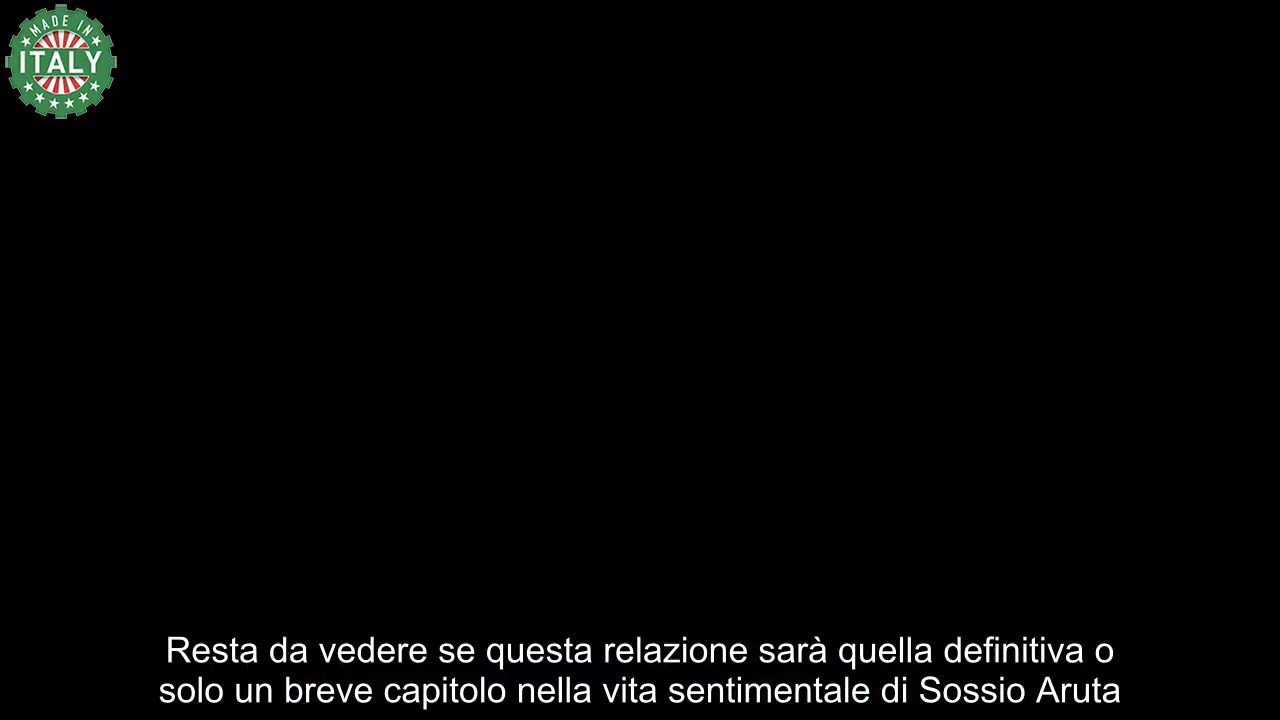 MADE IN
ITALY
Resta da vedere se questa relazione sarà quella definitiva o
solo un breve capitolo nella vita sentimentale di Sossio Aruta